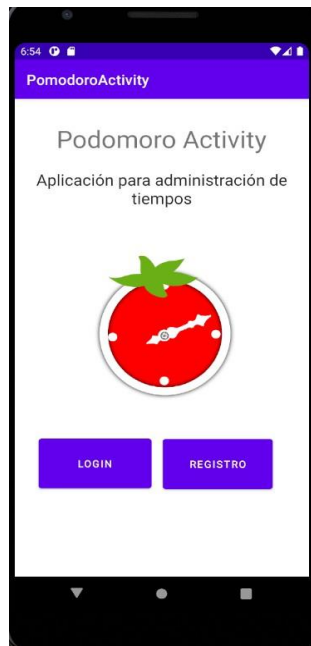 6:54
PomodoroActivity
Podomoro Activity
Aplicación para administración de
tiempos
LOGIN
REGISTRO